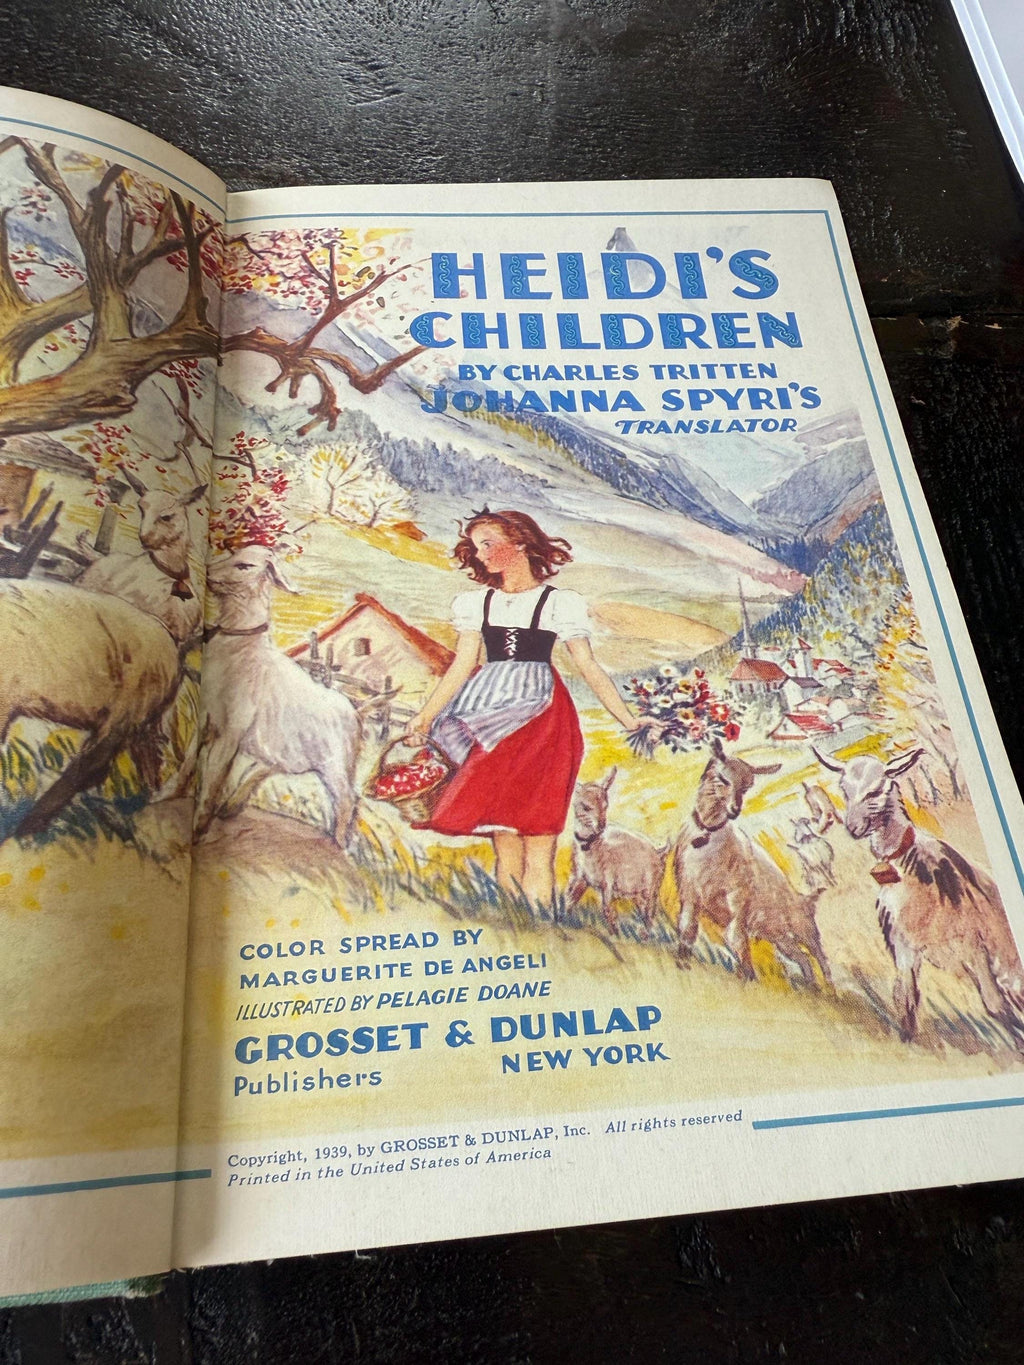 HEIDI'S
CHILDREN
BY CHARLES TRITTEN
JOHANNA SPYRI'S
TRANSLATOR
COLOR SPREAD BY
MARGUERITE DE ANGELI
ILLUSTRATED BY PELAGIE DOANE
GROSSET & DUNLAP
Publishers NEW YORK
Copyright, 1939, by GROSSET & DUNLAP, Inc. All rights reserved
Printed in the United States of America